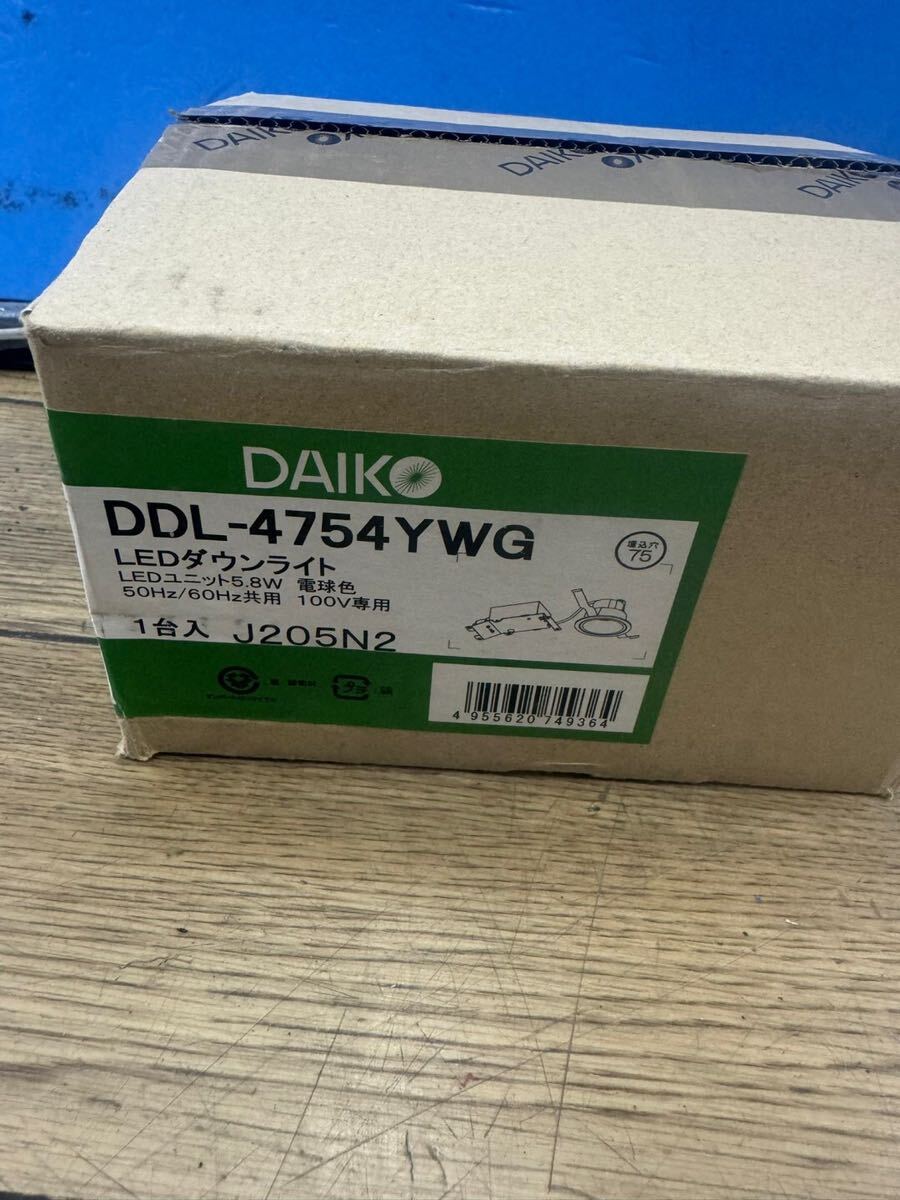 DAIKO
DAIKO
DAIKO
DAIKO
DDL-4754YWG
LEDダウンライト
LEDユニット5.8W 電球色
50Hz/60Hz共用 100V専用
1台入 J205N2
埋込穴
75
4 955620 749364